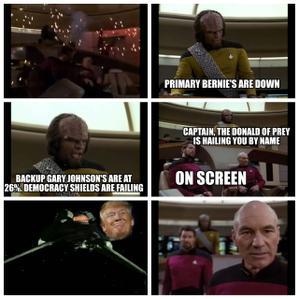 PRIMARY BERNIE'S ARE DOWN
BACKUP GARY JOHNSON'S ARE AT
26%. DEMOCRACY SHIELDS ARE FAILING
CAPTAIN, THE DONALD OF PREY
IS HAILING YOU BY NAME
ON SCREEN